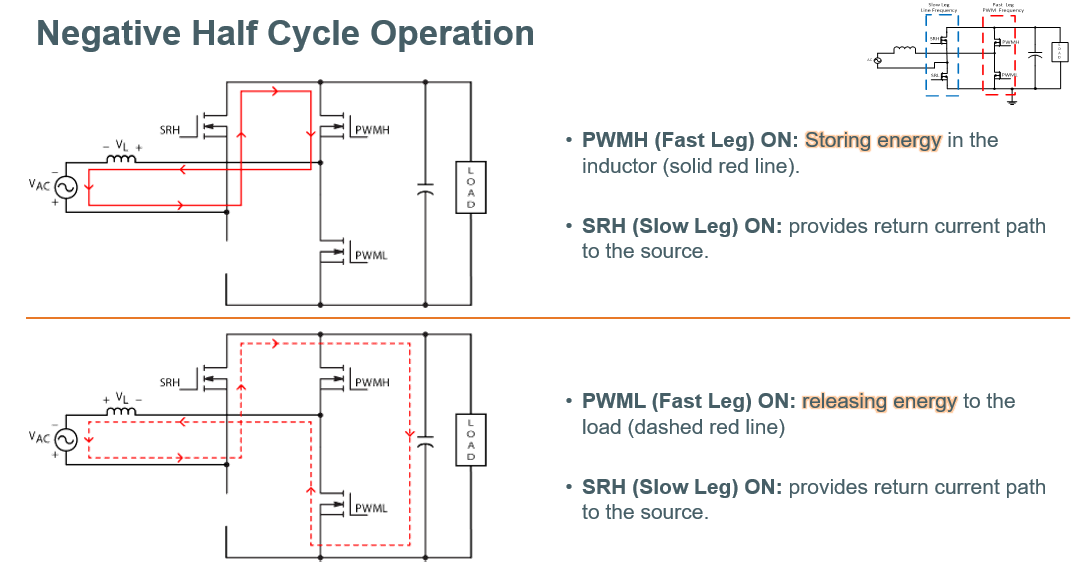 Negative Half Cycle Operation
Slow Leg
Line Frequency
Fast Leg
PWM Frequency
SRH
PWMH
AC
SRL
PWML
LOAD
SRH
PWMH
− VL +
VAC
−
+
LOAD
PWML
• PWMH (Fast Leg) ON: Storing energy in the
inductor (solid red line).
• SRH (Slow Leg) ON: provides return current path
to the source.
SRH
PWMH
+ VL −
VAC
−
+
LOAD
PWML
• PWML (Fast Leg) ON: releasing energy to the
load (dashed red line)
• SRH (Slow Leg) ON: provides return current path
to the source.